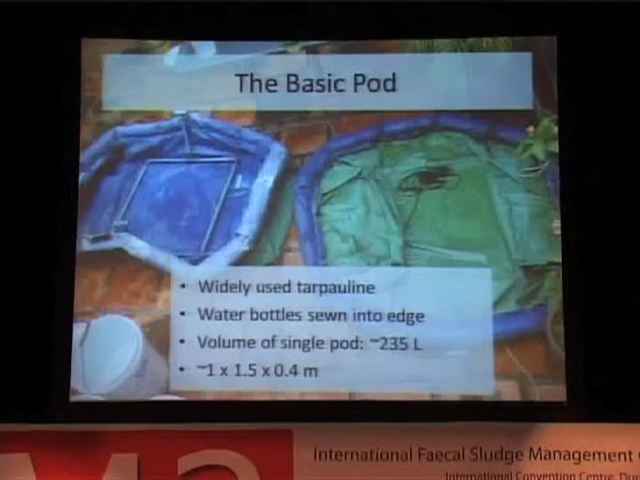 The Basic Pod
• Widely used tarpauline
• Water bottles sewn into edge
• Volume of single pod: ~235 L
• ~1 x 1.5 x 0.4 m
International Faecal Sludge Management
International Convention Centre,